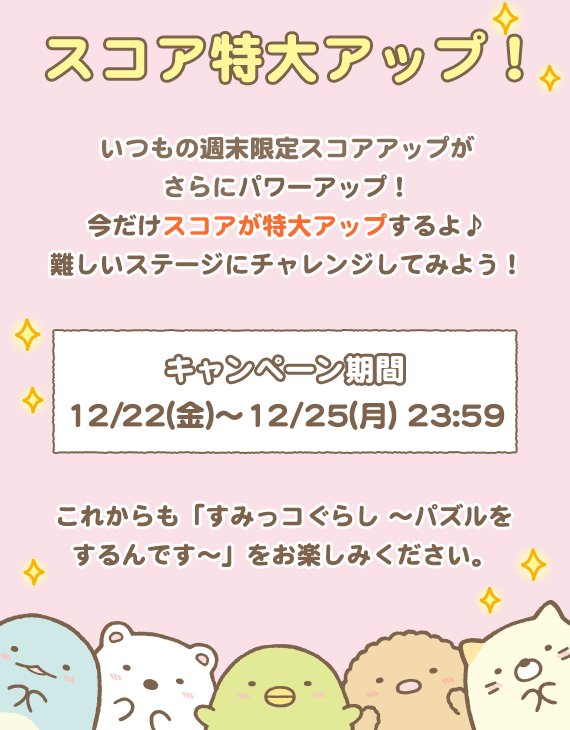 スコア特大アップ！
いつもの週末限定スコアアップが
さらにパワーアップ！
今だけスコアが特大アップするよ♪
難しいステージにチャレンジしてみよう！
キャンペーン期間
12/22(金)～12/25(月) 23:59
これからも「すみっコぐらし ～パズルを
するんです～」をお楽しみください。